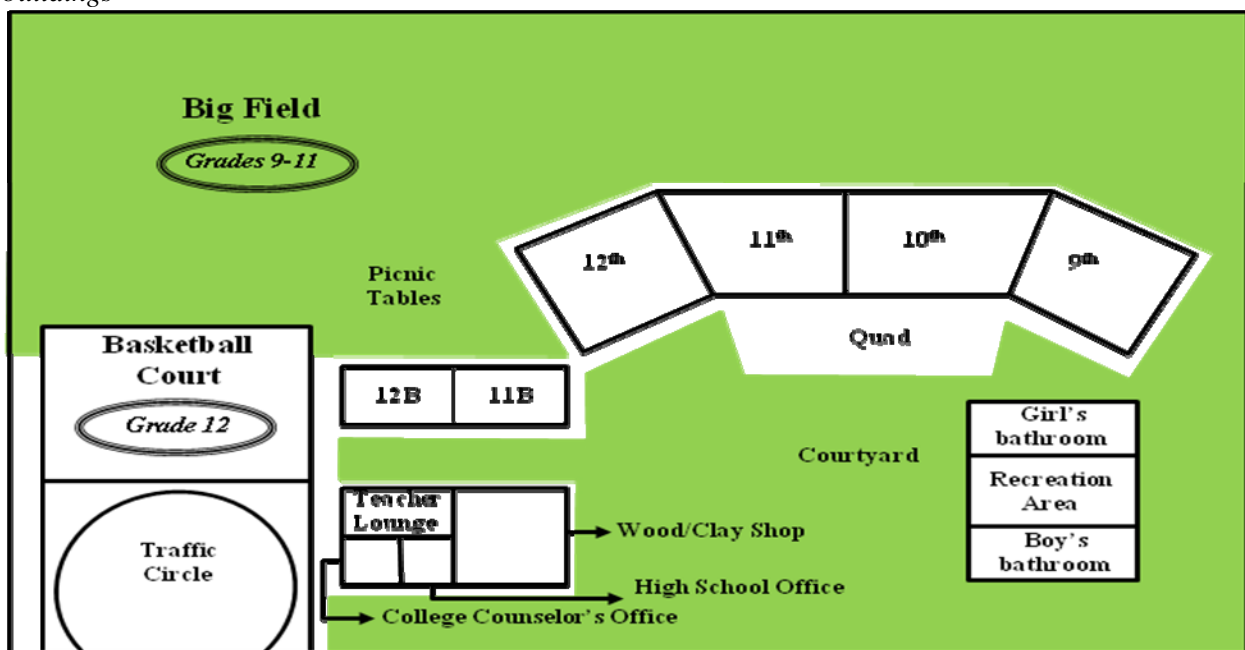 buildings
Big Field
Grades 9-11
12th
11th
10th
9th
Picnic
Tables
Quad
Basketball
Court
Grade 12
12B
11B
Girl's
bathroom
Courtyard
Recreation
Area
Boy's
bathroom
Teacher
Lounge
Wood/Clay Shop
Traffic
Circle
High School Office
College Counselor's Office